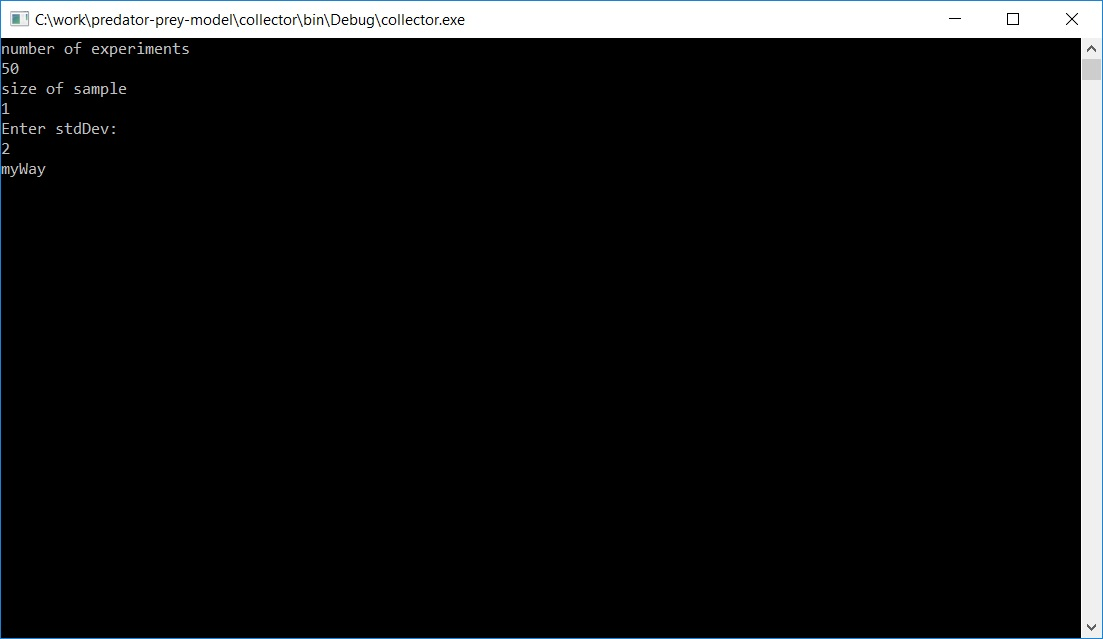 C:\work\predator-prey-model\collector\bin\Debug\collector.exe
number of experiments
50
size of sample
1
Enter stdDev:
2
myWay